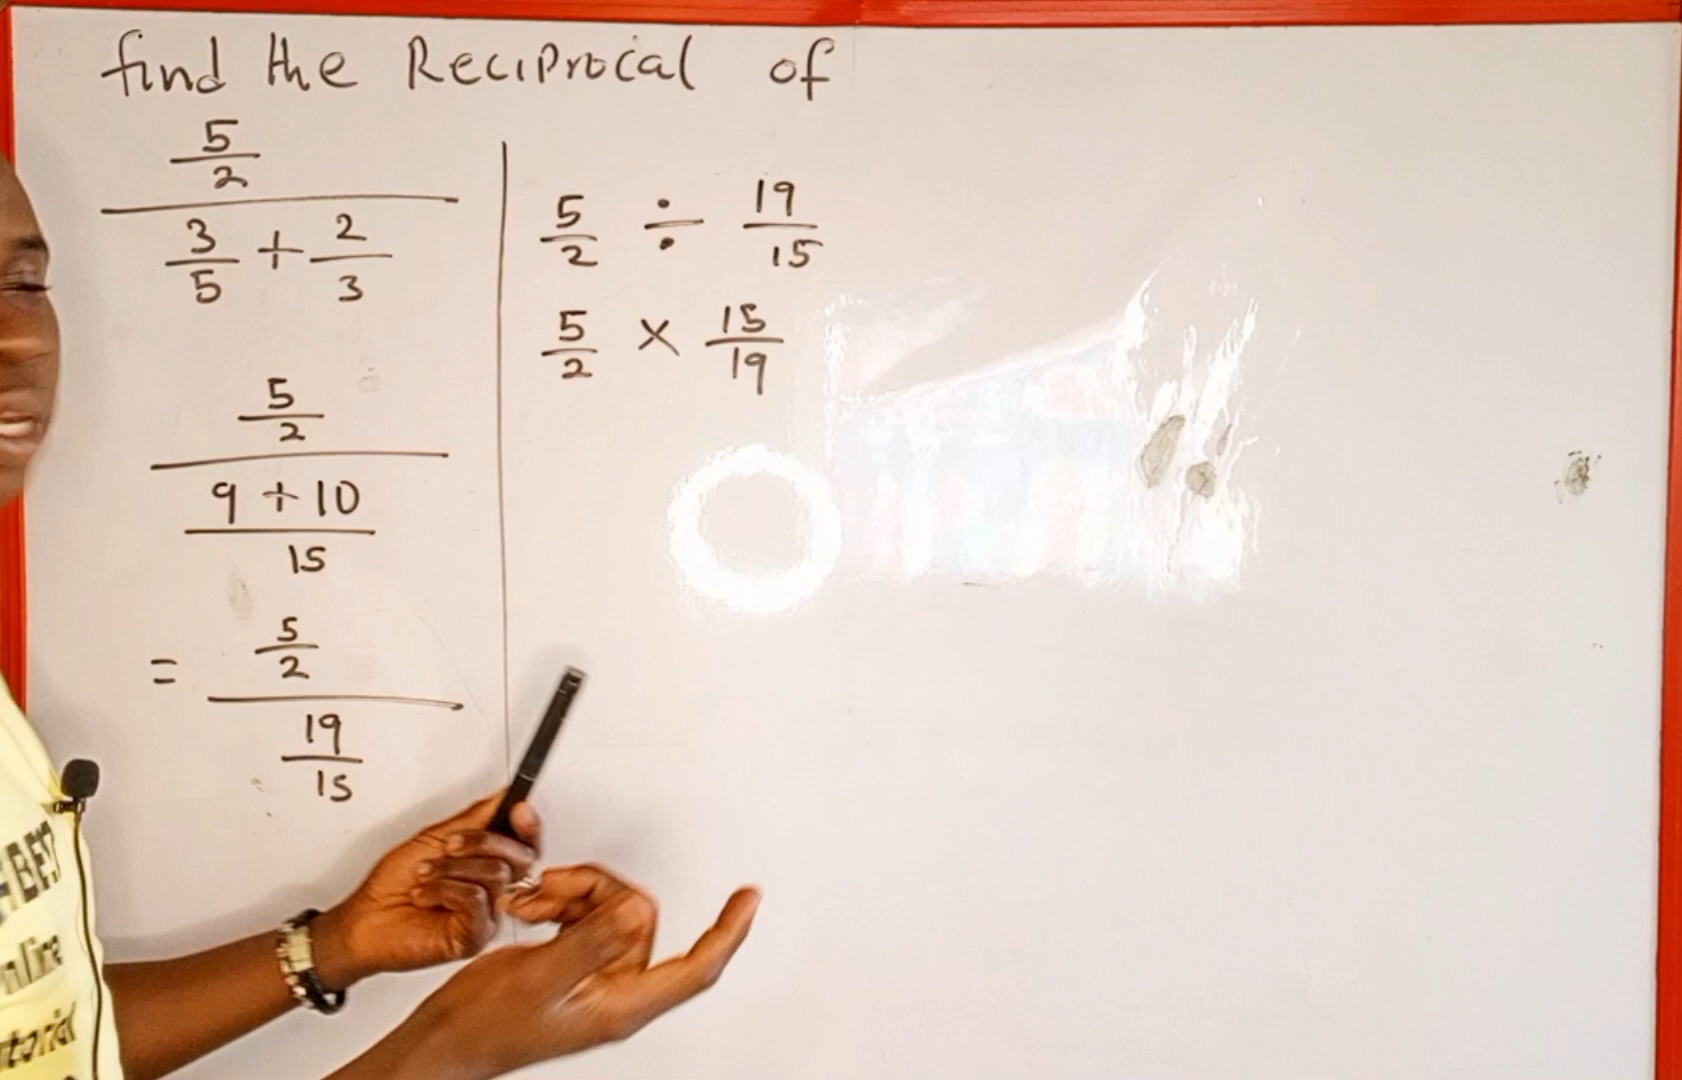 find the Reciprocal of
5
2
3/5 + 2/3
5
2
9 + 10
15
=
5
2
19
15
5/2 ÷ 19/15
5/2 × 15/19